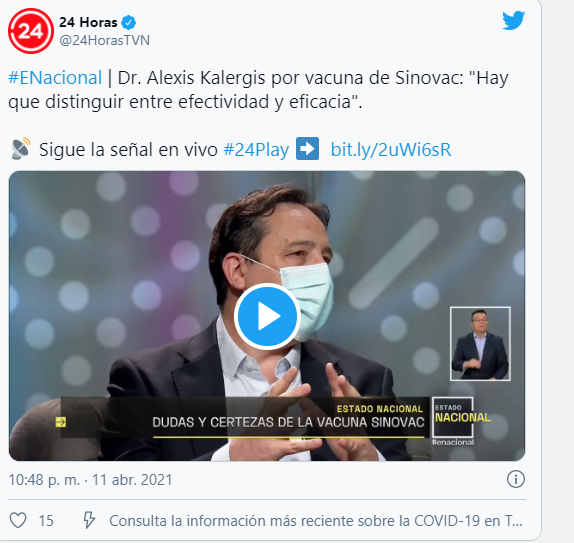 24
24 Horas
@24HorasTVN
#ENacional | Dr. Alexis Kalergis por vacuna de Sinovac: "Hay
que distinguir entre efectividad y eficacia".
Sigue la señal en vivo #24Play bit.ly/2uWi6sR
ESTADO NACIONAL
DUDAS Y CERTEZAS DE LA VACUNA SINOVAC
ESTADO
NACIONAL
#enacional
10:48 p. m. · 11 abr. 2021
15
Consulta la información más reciente sobre la COVID-19 en T...